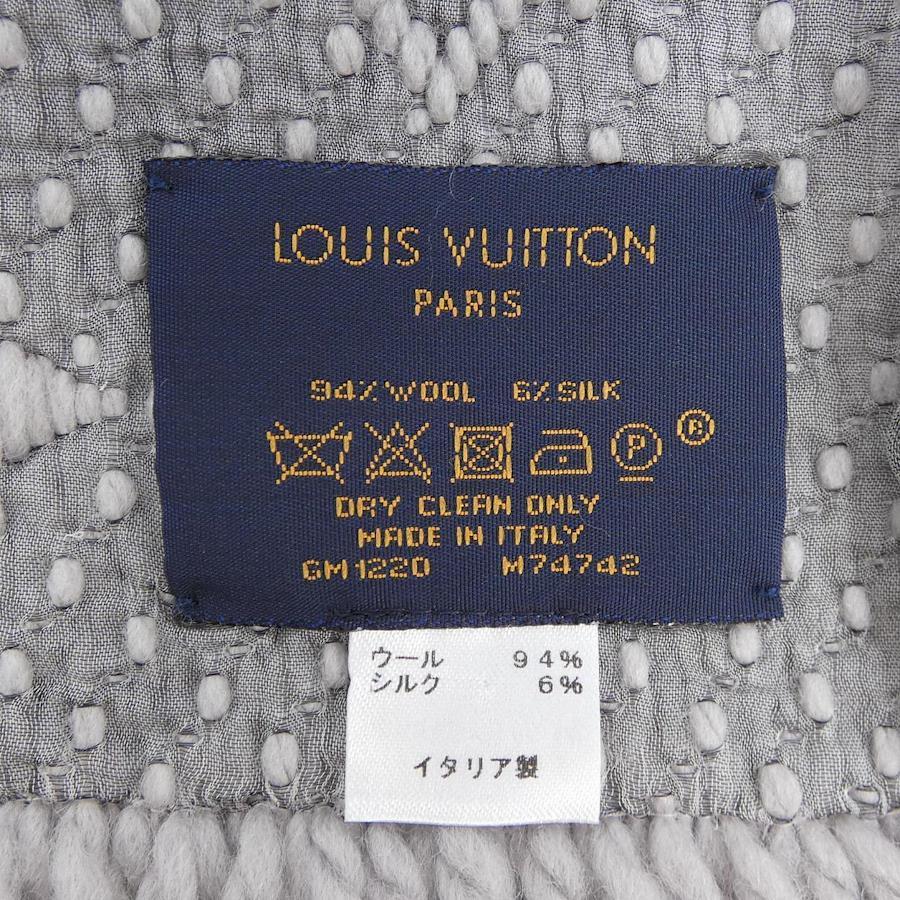 LOUIS VUITTON
PARIS
94% WOOL 6% SILK
P ®
DRY CLEAN ONLY
MADE IN ITALY
GM1220 M74742
ウール 94%
シルク 6%
イタリア製